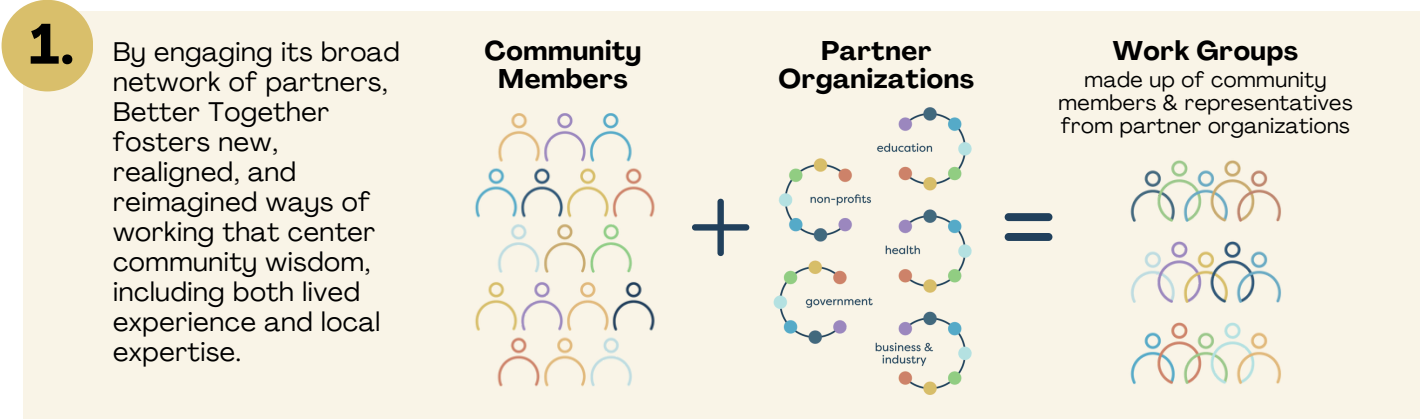 1.
By engaging its broad
network of partners,
Better Together
fosters new,
realigned, and
reimagined ways of
working that center
community wisdom,
including both lived
experience and local
expertise.
Community
Members
Partner
Organizations
education
non-profits
health
government
business &
industry
Work Groups
made up of community
members & representatives
from partner organizations